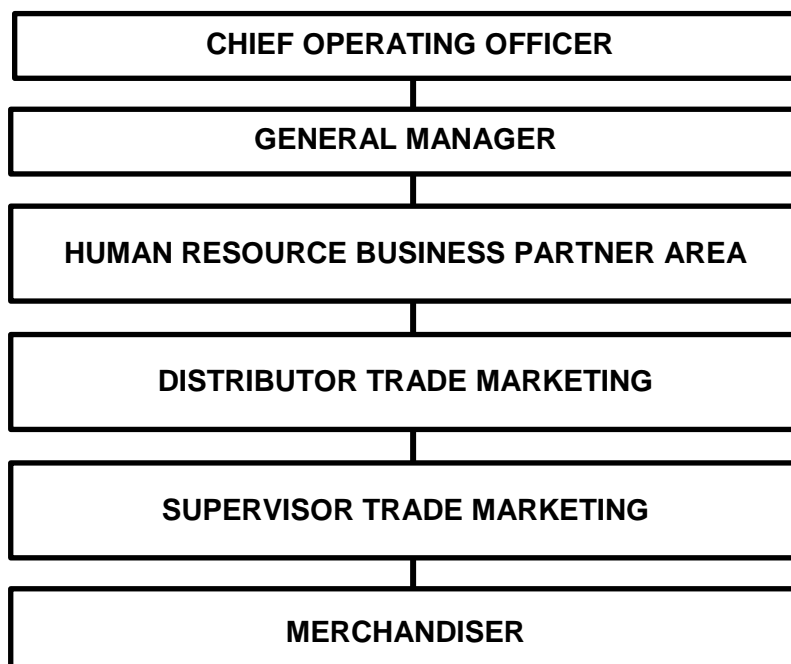 CHIEF OPERATING OFFICER
GENERAL MANAGER
HUMAN RESOURCE BUSINESS PARTNER AREA
DISTRIBUTOR TRADE MARKETING
SUPERVISOR TRADE MARKETING
MERCHANDISER